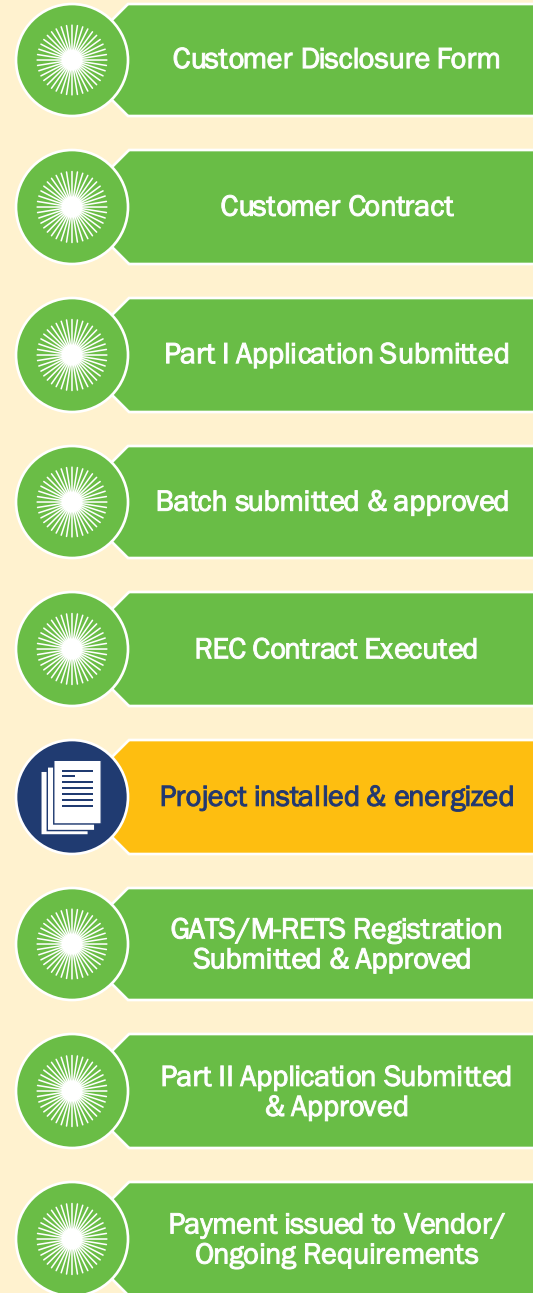 Customer Disclosure Form
Customer Contract
Part I Application Submitted
Batch submitted & approved
REC Contract Executed
Project installed & energized
GATS/M-RETS Registration
Submitted & Approved
Part II Application Submitted
& Approved
Payment issued to Vendor/
Ongoing Requirements